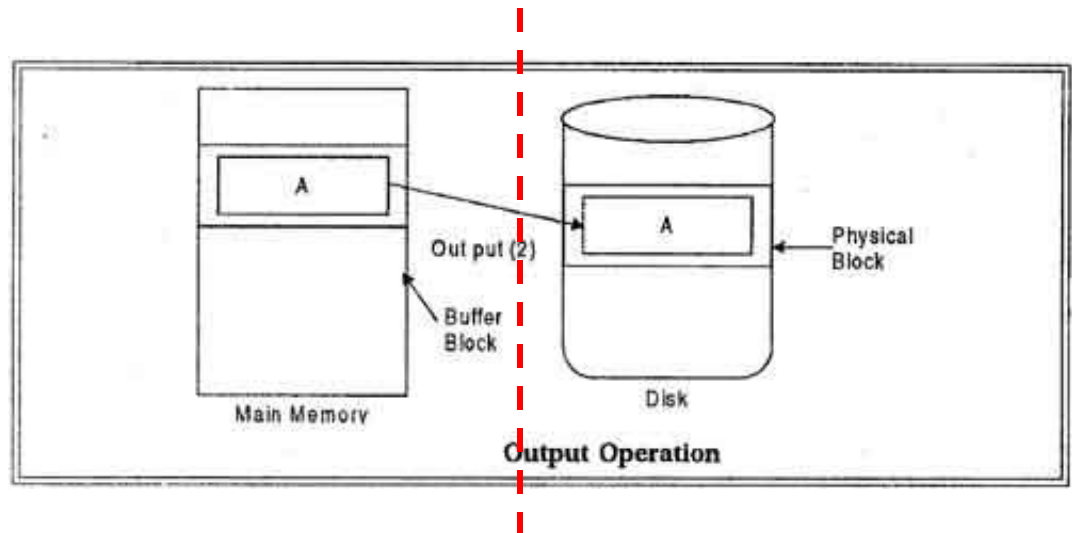 A
A
Out put (2)
Physical
Block
Buffer
Block
Main Memory
Disk
Output Operation